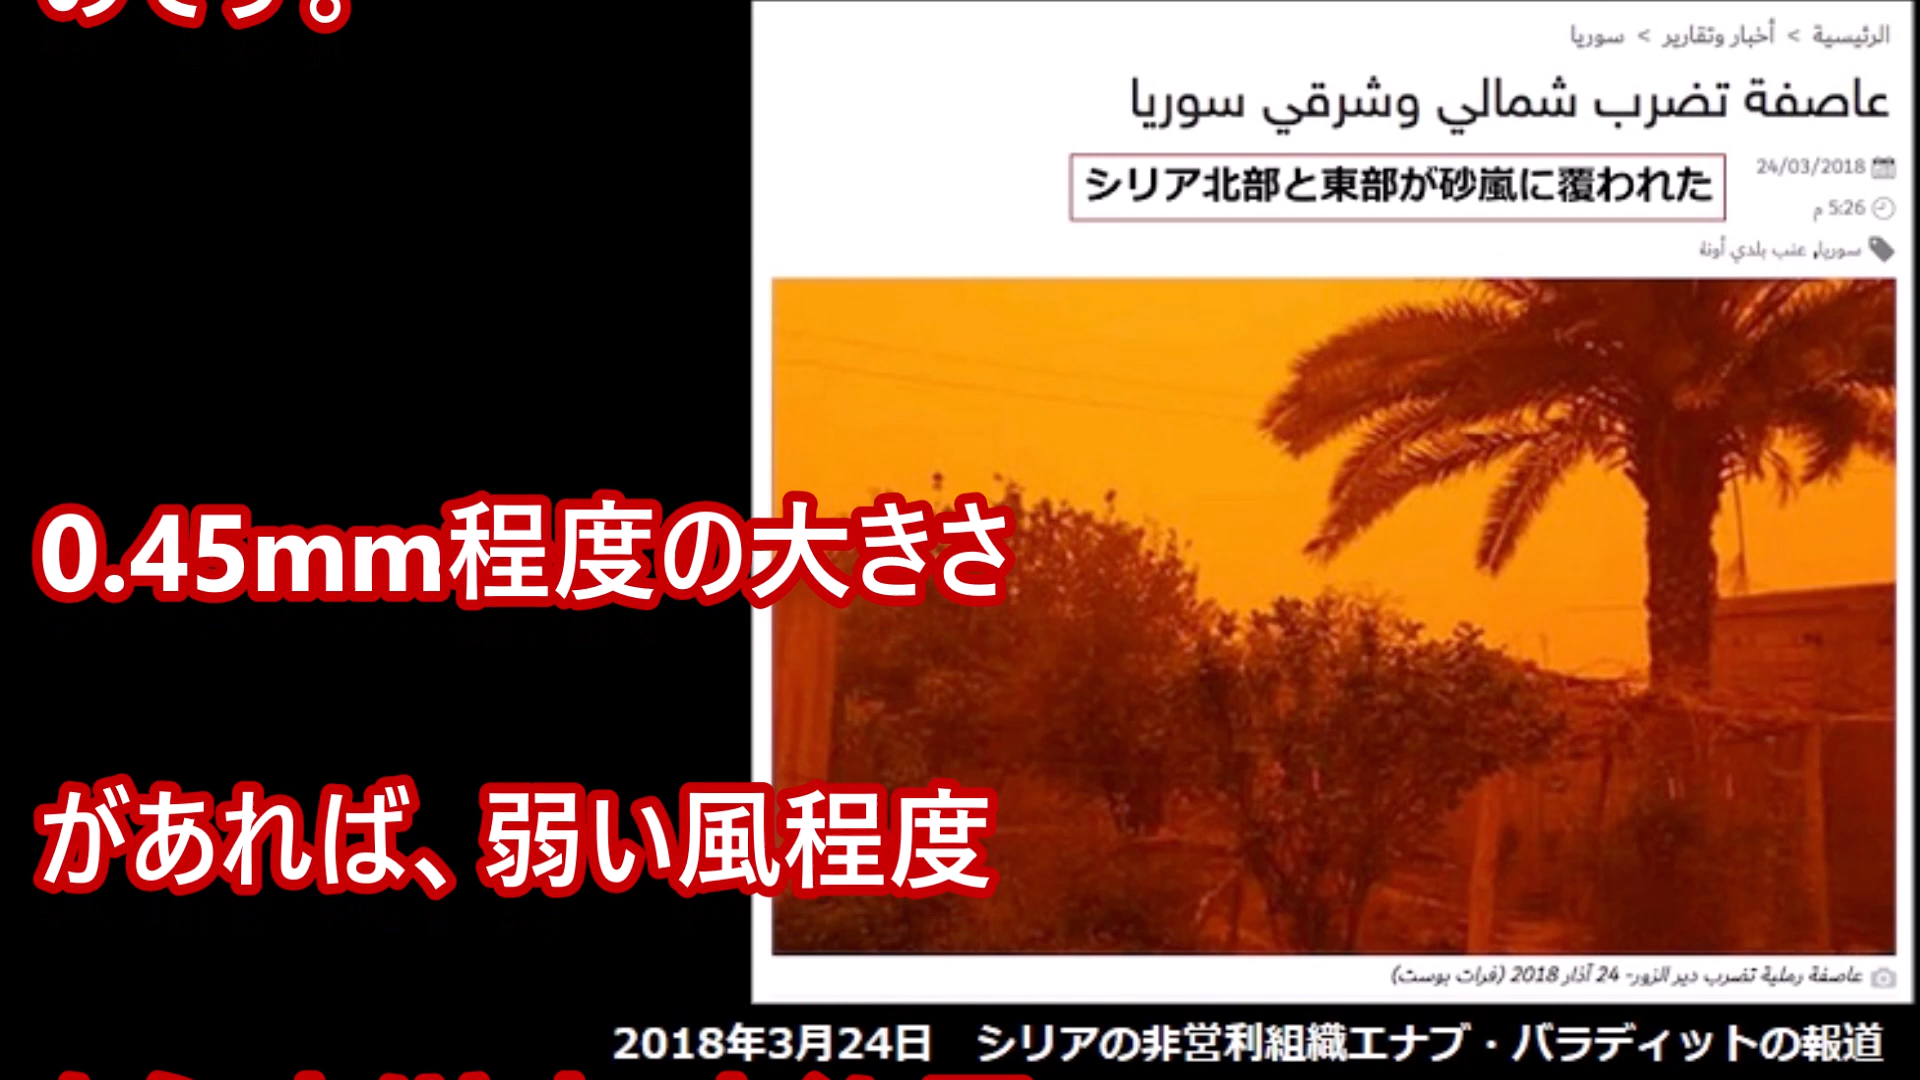 الرئيسية > أخبار وتقارير > سوريا
عاصفة تضرب شمالي وشرقي سوريا
シリア北部と東部が砂嵐に覆われた
24/03/2018
5:26 م
سوريا, عنب بلدي أونلا
0.45mm程度の大きさ
があれば、弱い風程度
عاصفة رملية تضرب دير الزور- 24 آذار 2018 (فرات بوست)
2018年3月24日　シリアの非営利組織エナブ・バラディットの報道